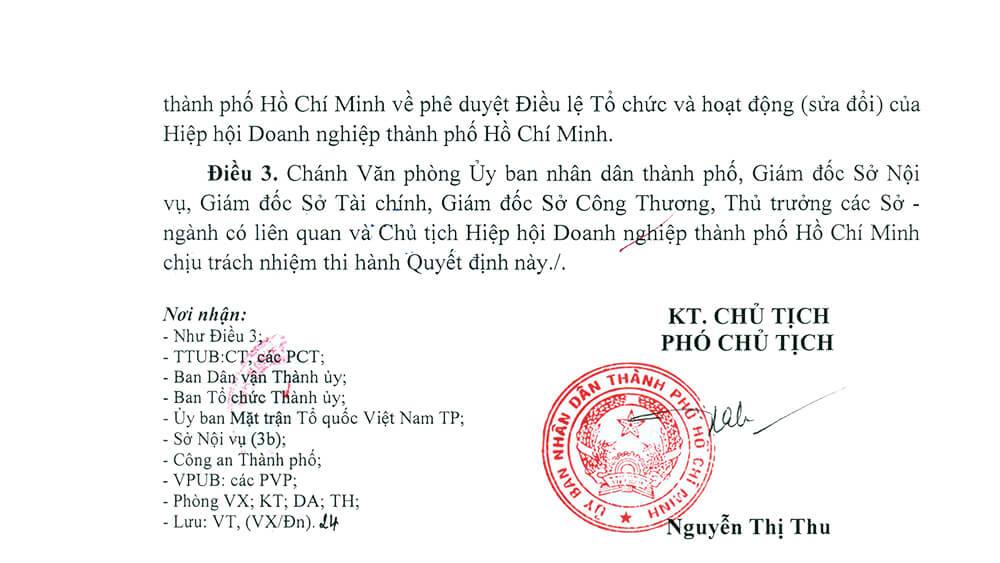 thành phố Hồ Chí Minh về phê duyệt Điều lệ Tổ chức và hoạt động (sửa đổi) của
Hiệp hội Doanh nghiệp thành phố Hồ Chí Minh.
Điều 3. Chánh Văn phòng Ủy ban nhân dân thành phố, Giám đốc Sở Nội
vụ, Giám đốc Sở Tài chính, Giám đốc Sở Công Thương, Thủ trưởng các Sở -
ngành có liên quan và Chủ tịch Hiệp hội Doanh nghiệp thành phố Hồ Chí Minh
chịu trách nhiệm thi hành Quyết định này./.
Nơi nhận:
- Như Điều 3;
- TTUB:CT, các PCT;
- Ban Dân vận Thành ủy;
- Ban Tổ chức Thành ủy;
- Ủy ban Mặt trận Tổ quốc Việt Nam TP;
- Sở Nội vụ (3b);
- Công an Thành phố;
- VPUB: các PVP;
- Phòng VX; KT; DA; TH;
- Lưu: VT, (VX/Đn). 24
KT. CHỦ TỊCH
PHÓ CHỦ TỊCH
ỦY BAN NHÂN DÂN THÀNH PHỐ HỒ CHÍ MINH
Nguyễn Thị Thu